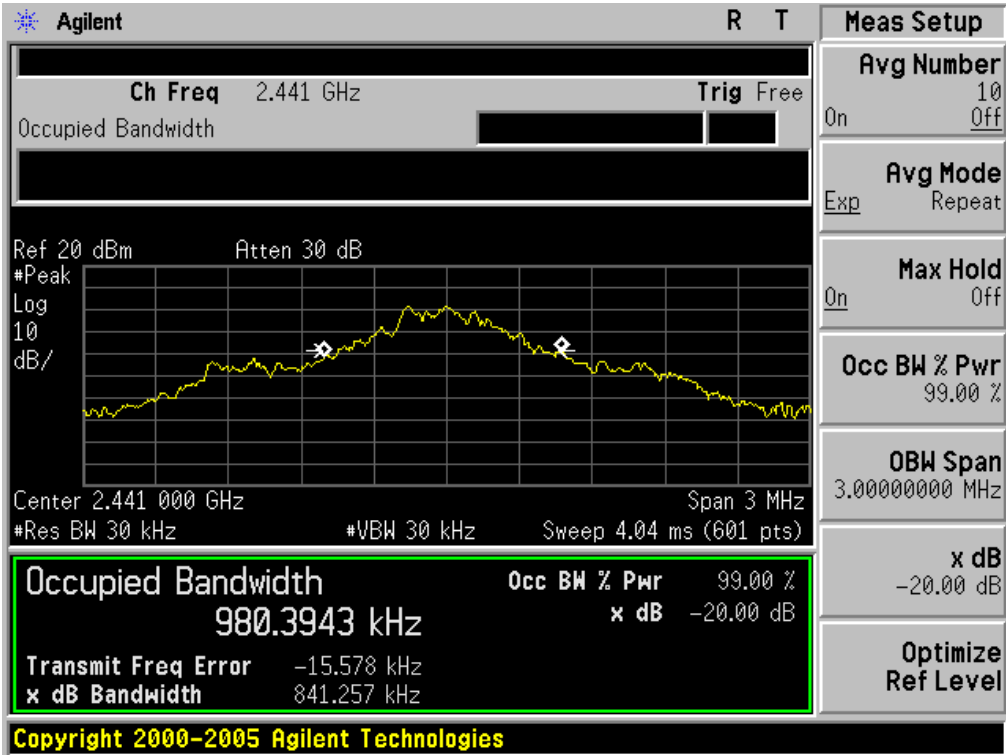 Agilent R T Meas Setup
Ch Freq 2.441 GHz Trig Free
Occupied Bandwidth
Avg Number
10
On Off
Avg Mode
Exp Repeat
Max Hold
On Off
Occ BW % Pwr
99.00 %
OBW Span
3.00000000 MHz
x dB
-20.00 dB
Optimize
Ref Level
Ref 20 dBm Atten 30 dB
#Peak
Log
10
dB/
Center 2.441 000 GHz Span 3 MHz
#Res BW 30 kHz #VBW 30 kHz Sweep 4.04 ms (601 pts)
Occupied Bandwidth Occ BW % Pwr 99.00 %
980.3943 kHz x dB -20.00 dB
Transmit Freq Error -15.578 kHz
x dB Bandwidth 841.257 kHz
Copyright 2000-2005 Agilent Technologies